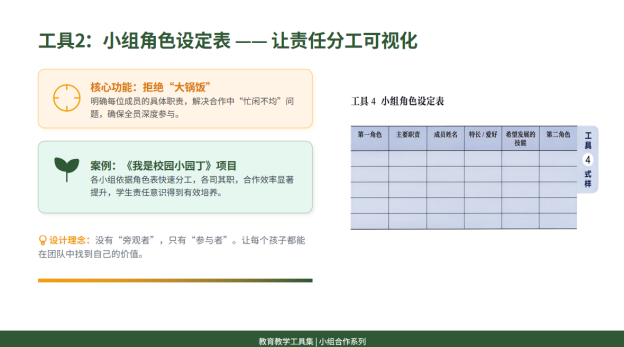 工具2：小组角色设定表 —— 让责任分工可视化
核心功能：拒绝“大锅饭”
明确每位成员的具体职责，解决合作中“忙闲不均”问
题，确保全员深度参与。
案例：《我是校园小园丁》项目
各小组依据角色表快速分工，各司其职，合作效率显著
提升，学生责任意识得到有效培养。
设计理念：没有“旁观者”，只有“参与者”。让每个孩子都能
在团队中找到自己的价值。
工具 4 小组角色设定表
第一角色 主要职责 成员姓名 特长 / 爱好 希望发展的 第二角色
技能
工具
4
式样
教育教学工具集 | 小组合作系列